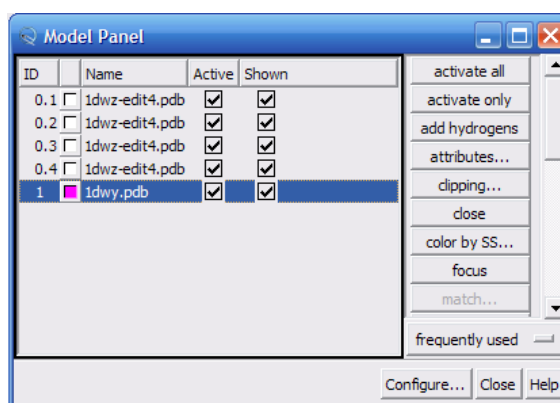 Model Panel
ID Name Active Shown
0.1 1dwz-edit4.pdb
0.2 1dwz-edit4.pdb
0.3 1dwz-edit4.pdb
0.4 1dwz-edit4.pdb
1 1dwy.pdb
activate all
activate only
add hydrogens
attributes...
clipping...
close
color by SS...
focus
match...
frequently used
Configure... Close Help